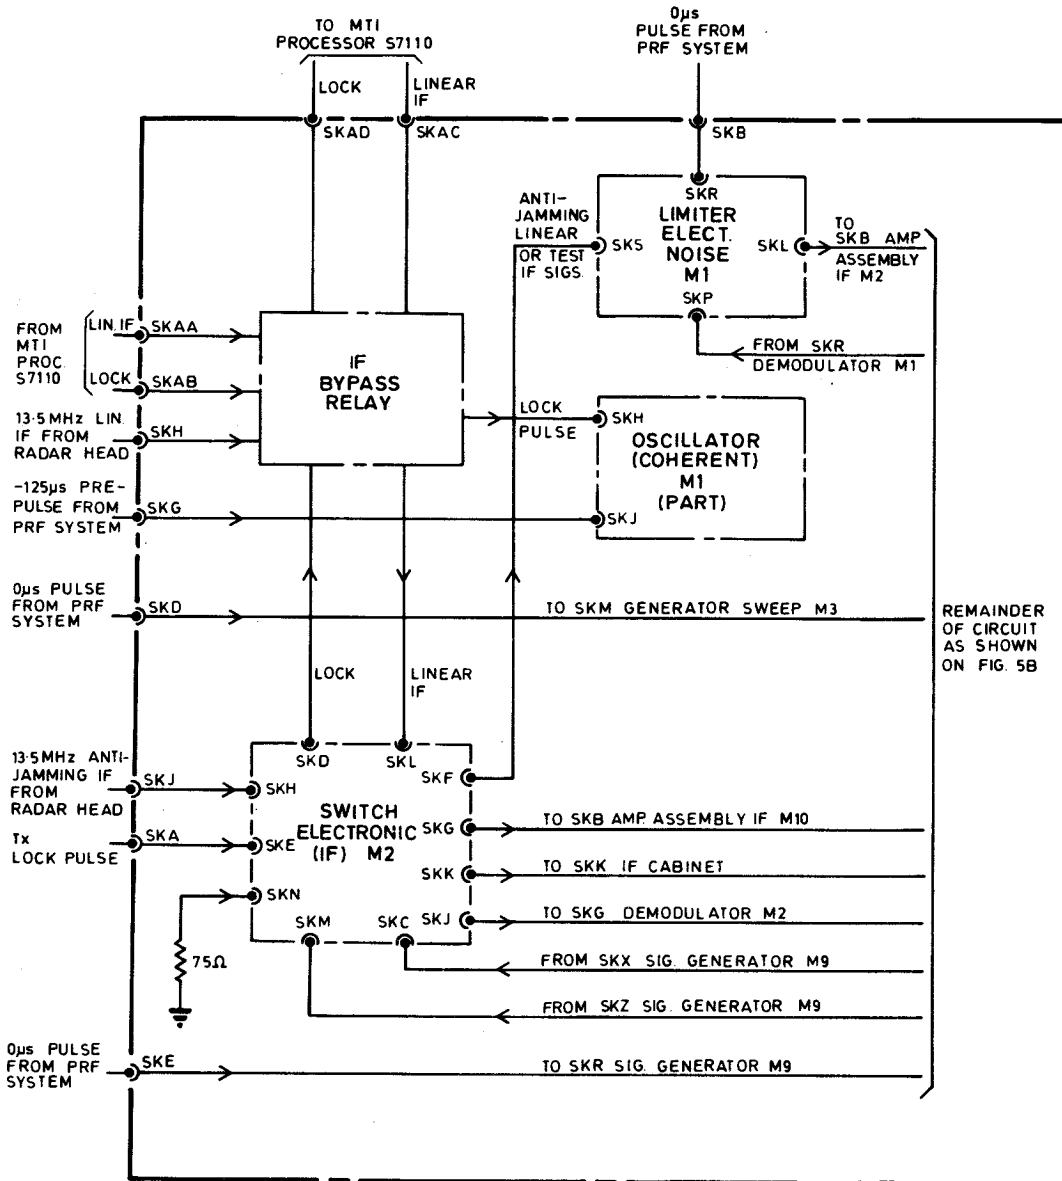 TO MTI
PROCESSOR S7110
LOCK
LINEAR
IF
SKAD
SKAC
0µs
PULSE FROM
PRF SYSTEM
SKB
SKR
LIMITER
ELECT.
NOISE
M1
SKS
SKL
SKP
ANTI-
JAMMING
LINEAR
OR TEST
IF SIGS.
TO
SKB AMP
ASSEMBLY
IF M2
FROM SKR
DEMODULATOR M1
FROM
MTI
PROC.
S7110
LIN. IF
SKAA
LOCK
SKAB
13·5 MHz LIN.
IF FROM
RADAR HEAD
SKH
IF
BYPASS
RELAY
LOCK
PULSE
SKH
OSCILLATOR
(COHERENT)
M1
(PART)
SKJ
-125µs PRE-
PULSE FROM
PRF SYSTEM
SKG
0µs PULSE
FROM PRF
SYSTEM
SKD
TO SKM GENERATOR SWEEP M3
REMAINDER
OF CIRCUIT
AS SHOWN
ON FIG. 5B
LOCK
LINEAR
IF
13·5MHz ANTI-
JAMMING IF
FROM
RADAR HEAD
SKJ
Tx
LOCK PULSE
SKA
SKD
SKL
SKF
SKH
SKE
SKN
SKM
SKC
SKJ
SKG
SKK
SWITCH
ELECTRONIC
(IF) M2
75Ω
TO SKB AMP ASSEMBLY IF M10
TO SKK IF CABINET
TO SKG DEMODULATOR M2
FROM SKX SIG. GENERATOR M9
FROM SKZ SIG. GENERATOR M9
0µs PULSE
FROM PRF
SYSTEM
SKE
TO SKR SIG. GENERATOR M9